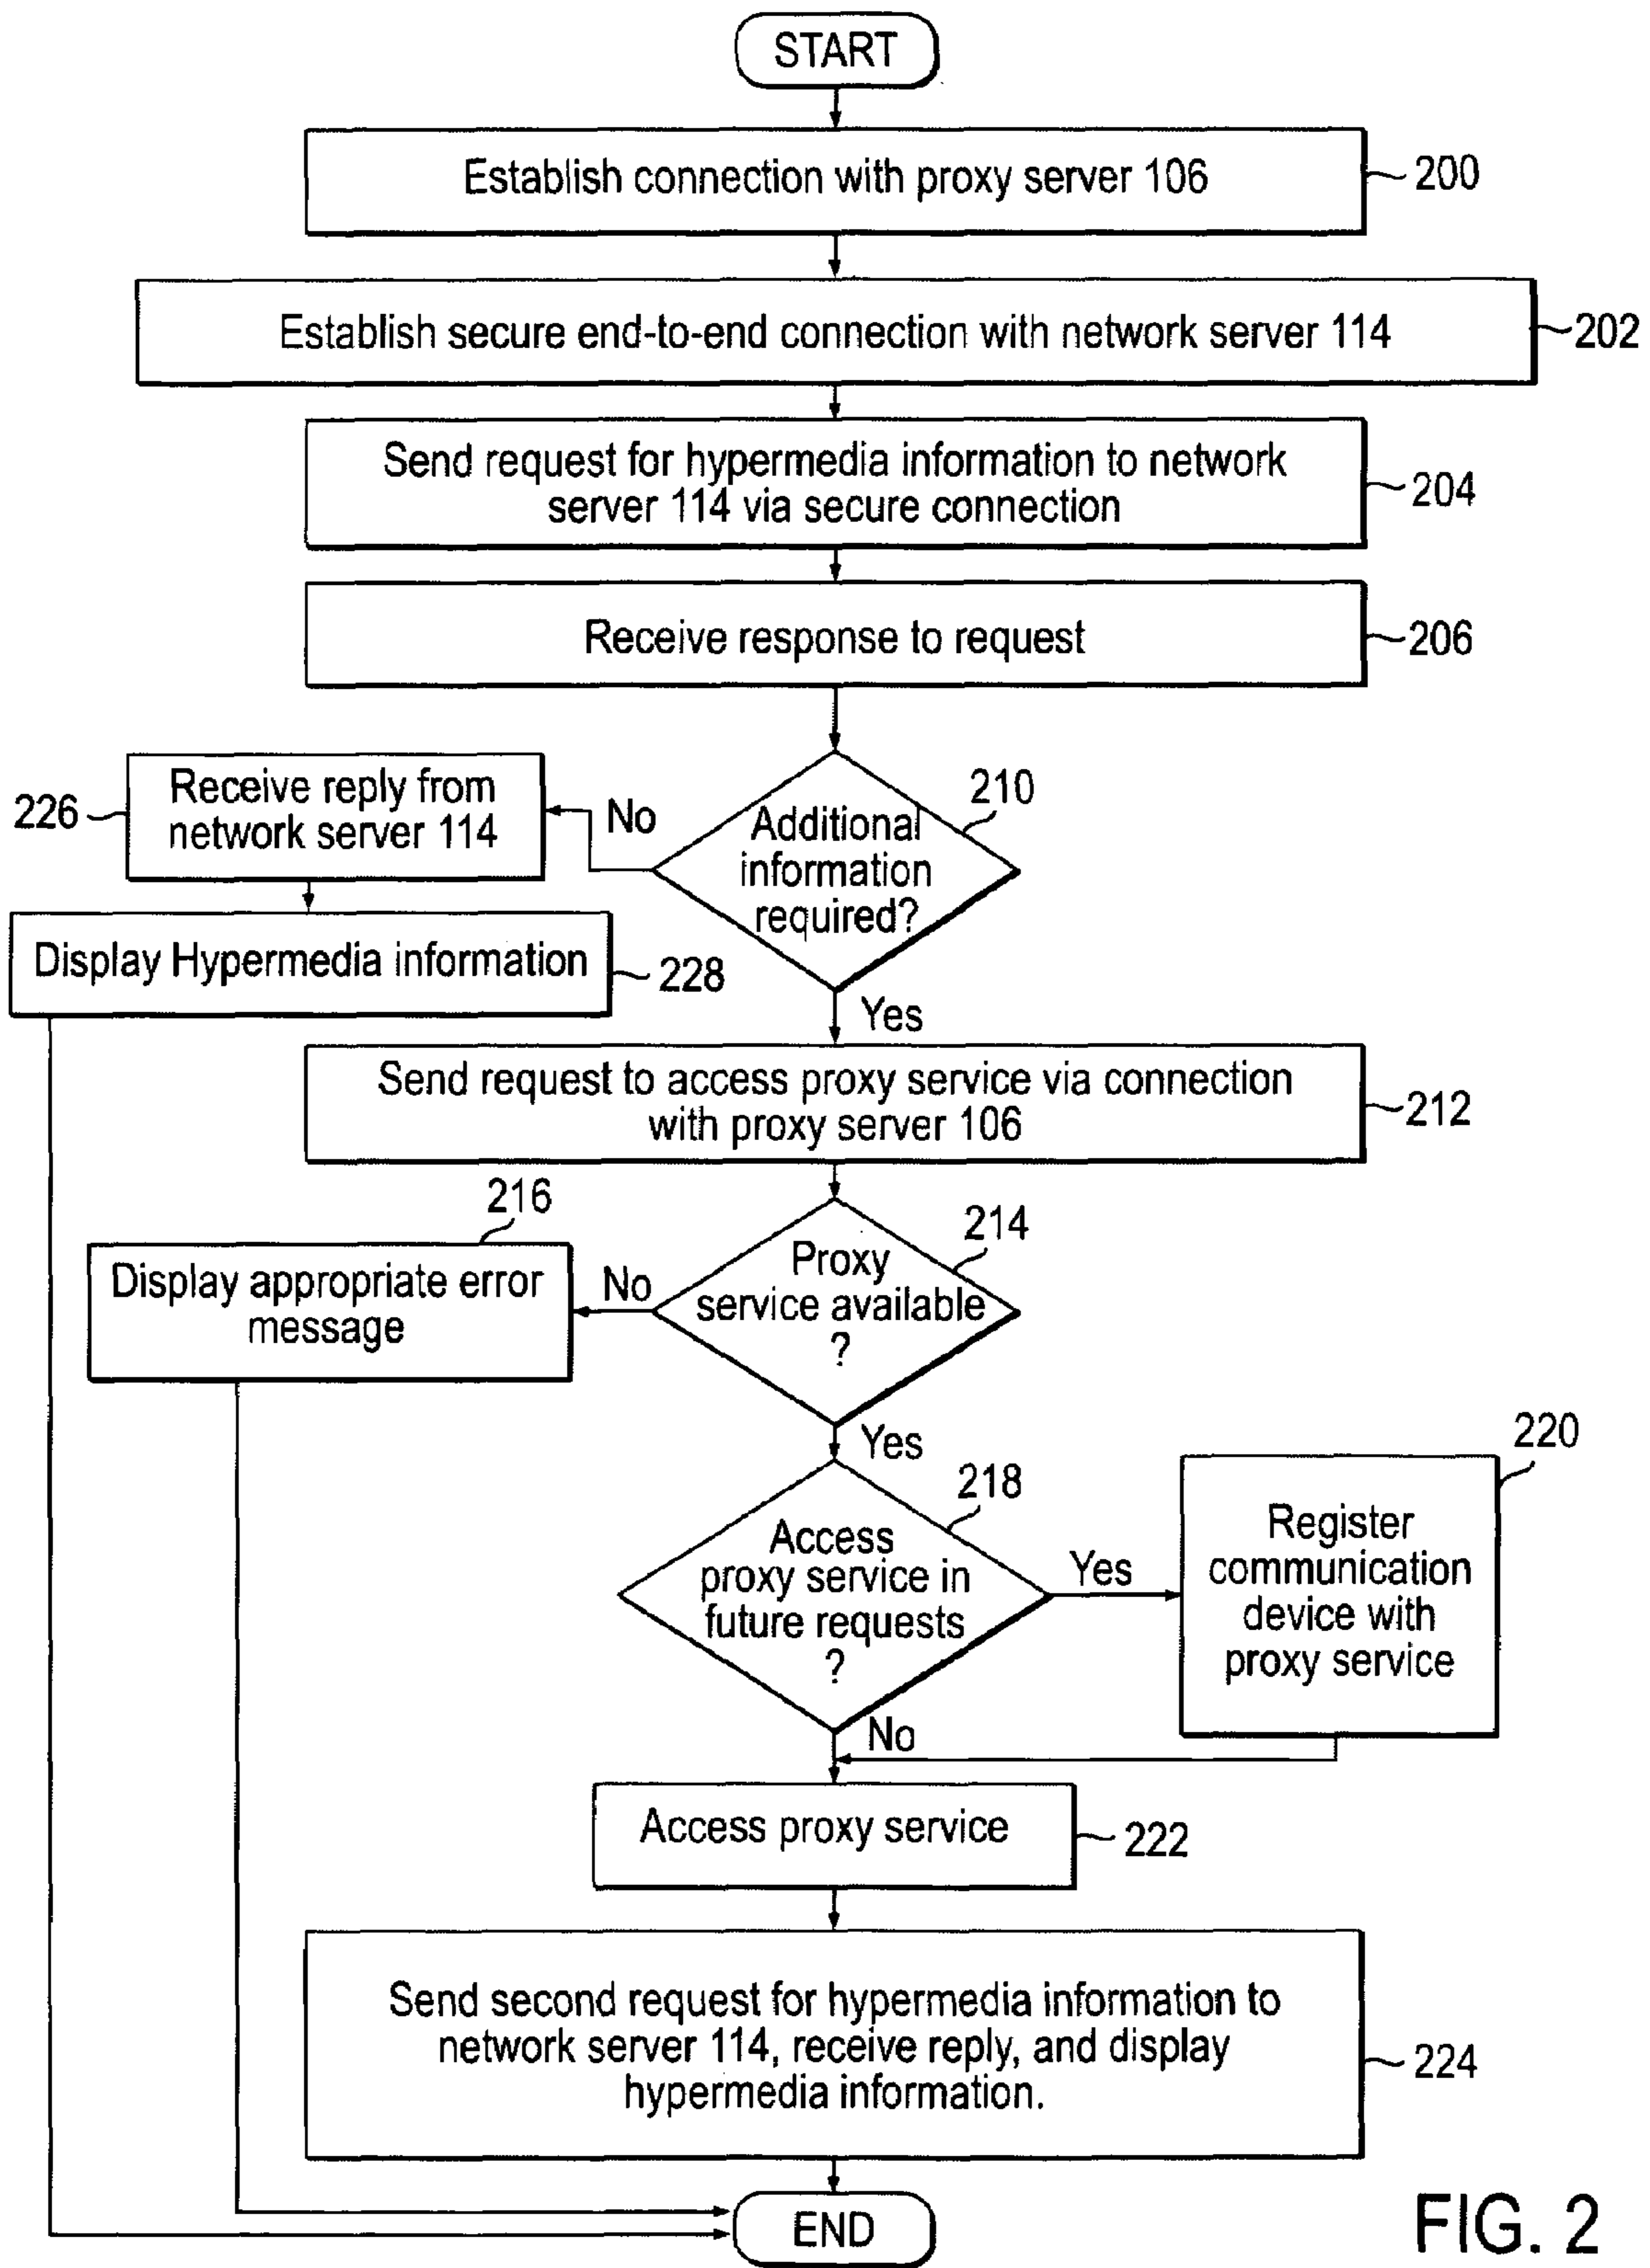 START
Establish connection with proxy server 106
200
Establish secure end-to-end connection with network server 114
202
Send request for hypermedia information to network
server 114 via secure connection
204
Receive response to request
206
Receive reply from
network server 114
226
No
Additional
information
required?
210
Display Hypermedia information
228
Yes
Send request to access proxy service via connection
with proxy server 106
212
216
Display appropriate error
message
No
Proxy
service available
?
214
Yes
218
Access
proxy service in
future requests
?
Yes
220
Register
communication
device with
proxy service
No
Access proxy service
222
Send second request for hypermedia information to
network server 114, receive reply, and display
hypermedia information.
224
END
FIG. 2